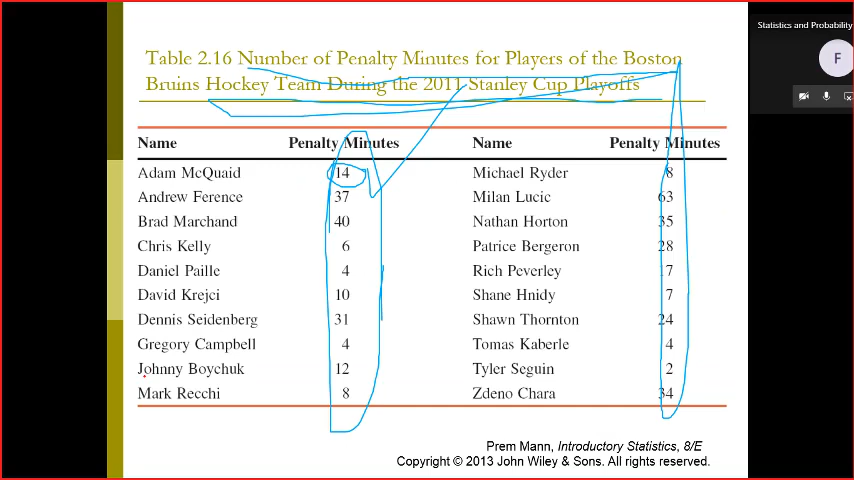 Statistics and Probability
F
Table 2.16 Number of Penalty Minutes for Players of the Boston
Bruins Hockey Team During the 2011 Stanley Cup Playoffs
Name Penalty Minutes Name Penalty Minutes
Adam McQuaid 14 Michael Ryder 8
Andrew Ference 37 Milan Lucic 63
Brad Marchand 40 Nathan Horton 35
Chris Kelly 6 Patrice Bergeron 28
Daniel Paille 4 Rich Peverley 17
David Krejci 10 Shane Hnidy 7
Dennis Seidenberg 31 Shawn Thornton 24
Gregory Campbell 4 Tomas Kaberle 4
Johnny Boychuk 12 Tyler Seguin 2
Mark Recchi 8 Zdeno Chara 34
Prem Mann, Introductory Statistics, 8/E
Copyright © 2013 John Wiley & Sons. All rights reserved.